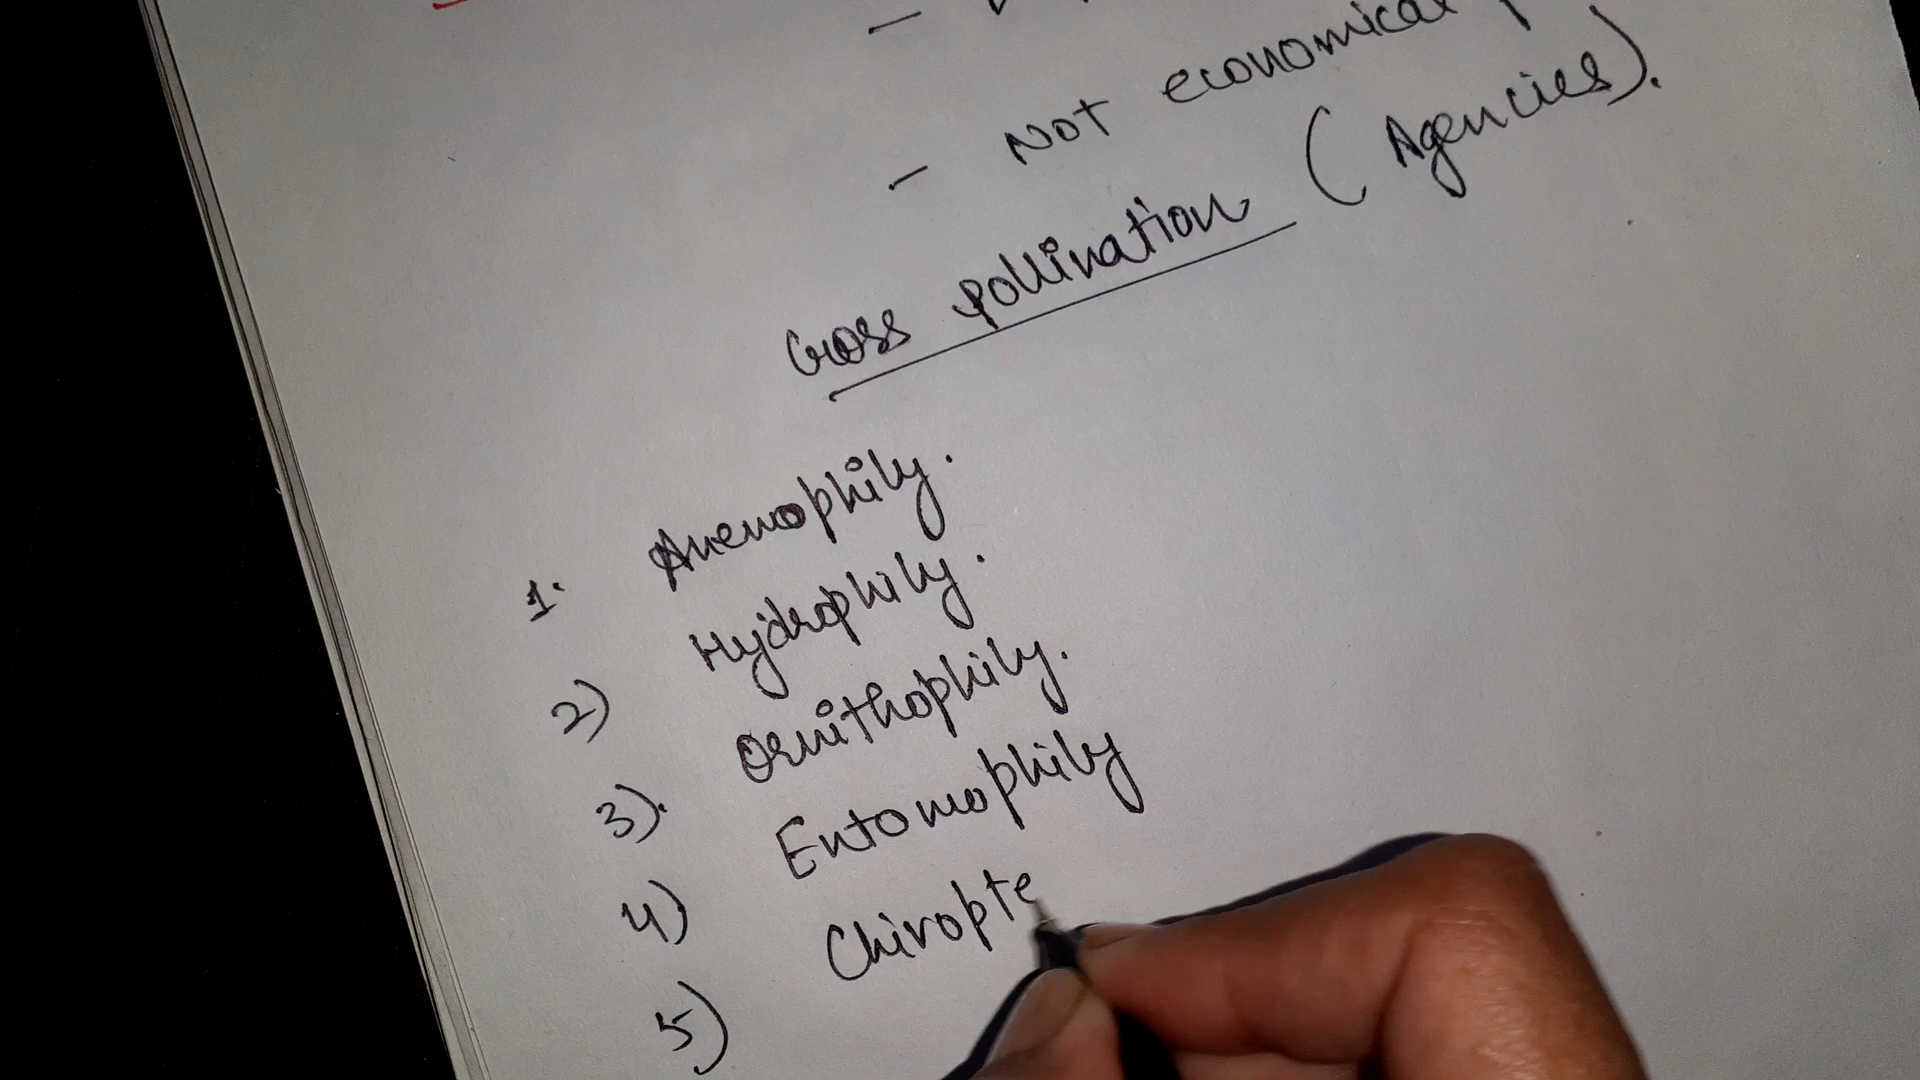 - Not economical
Cross pollination (Agencies).
1. Anemophily.
2) Hydrophily.
3). Ornithophily.
4) Entomophily
5) Chiropte